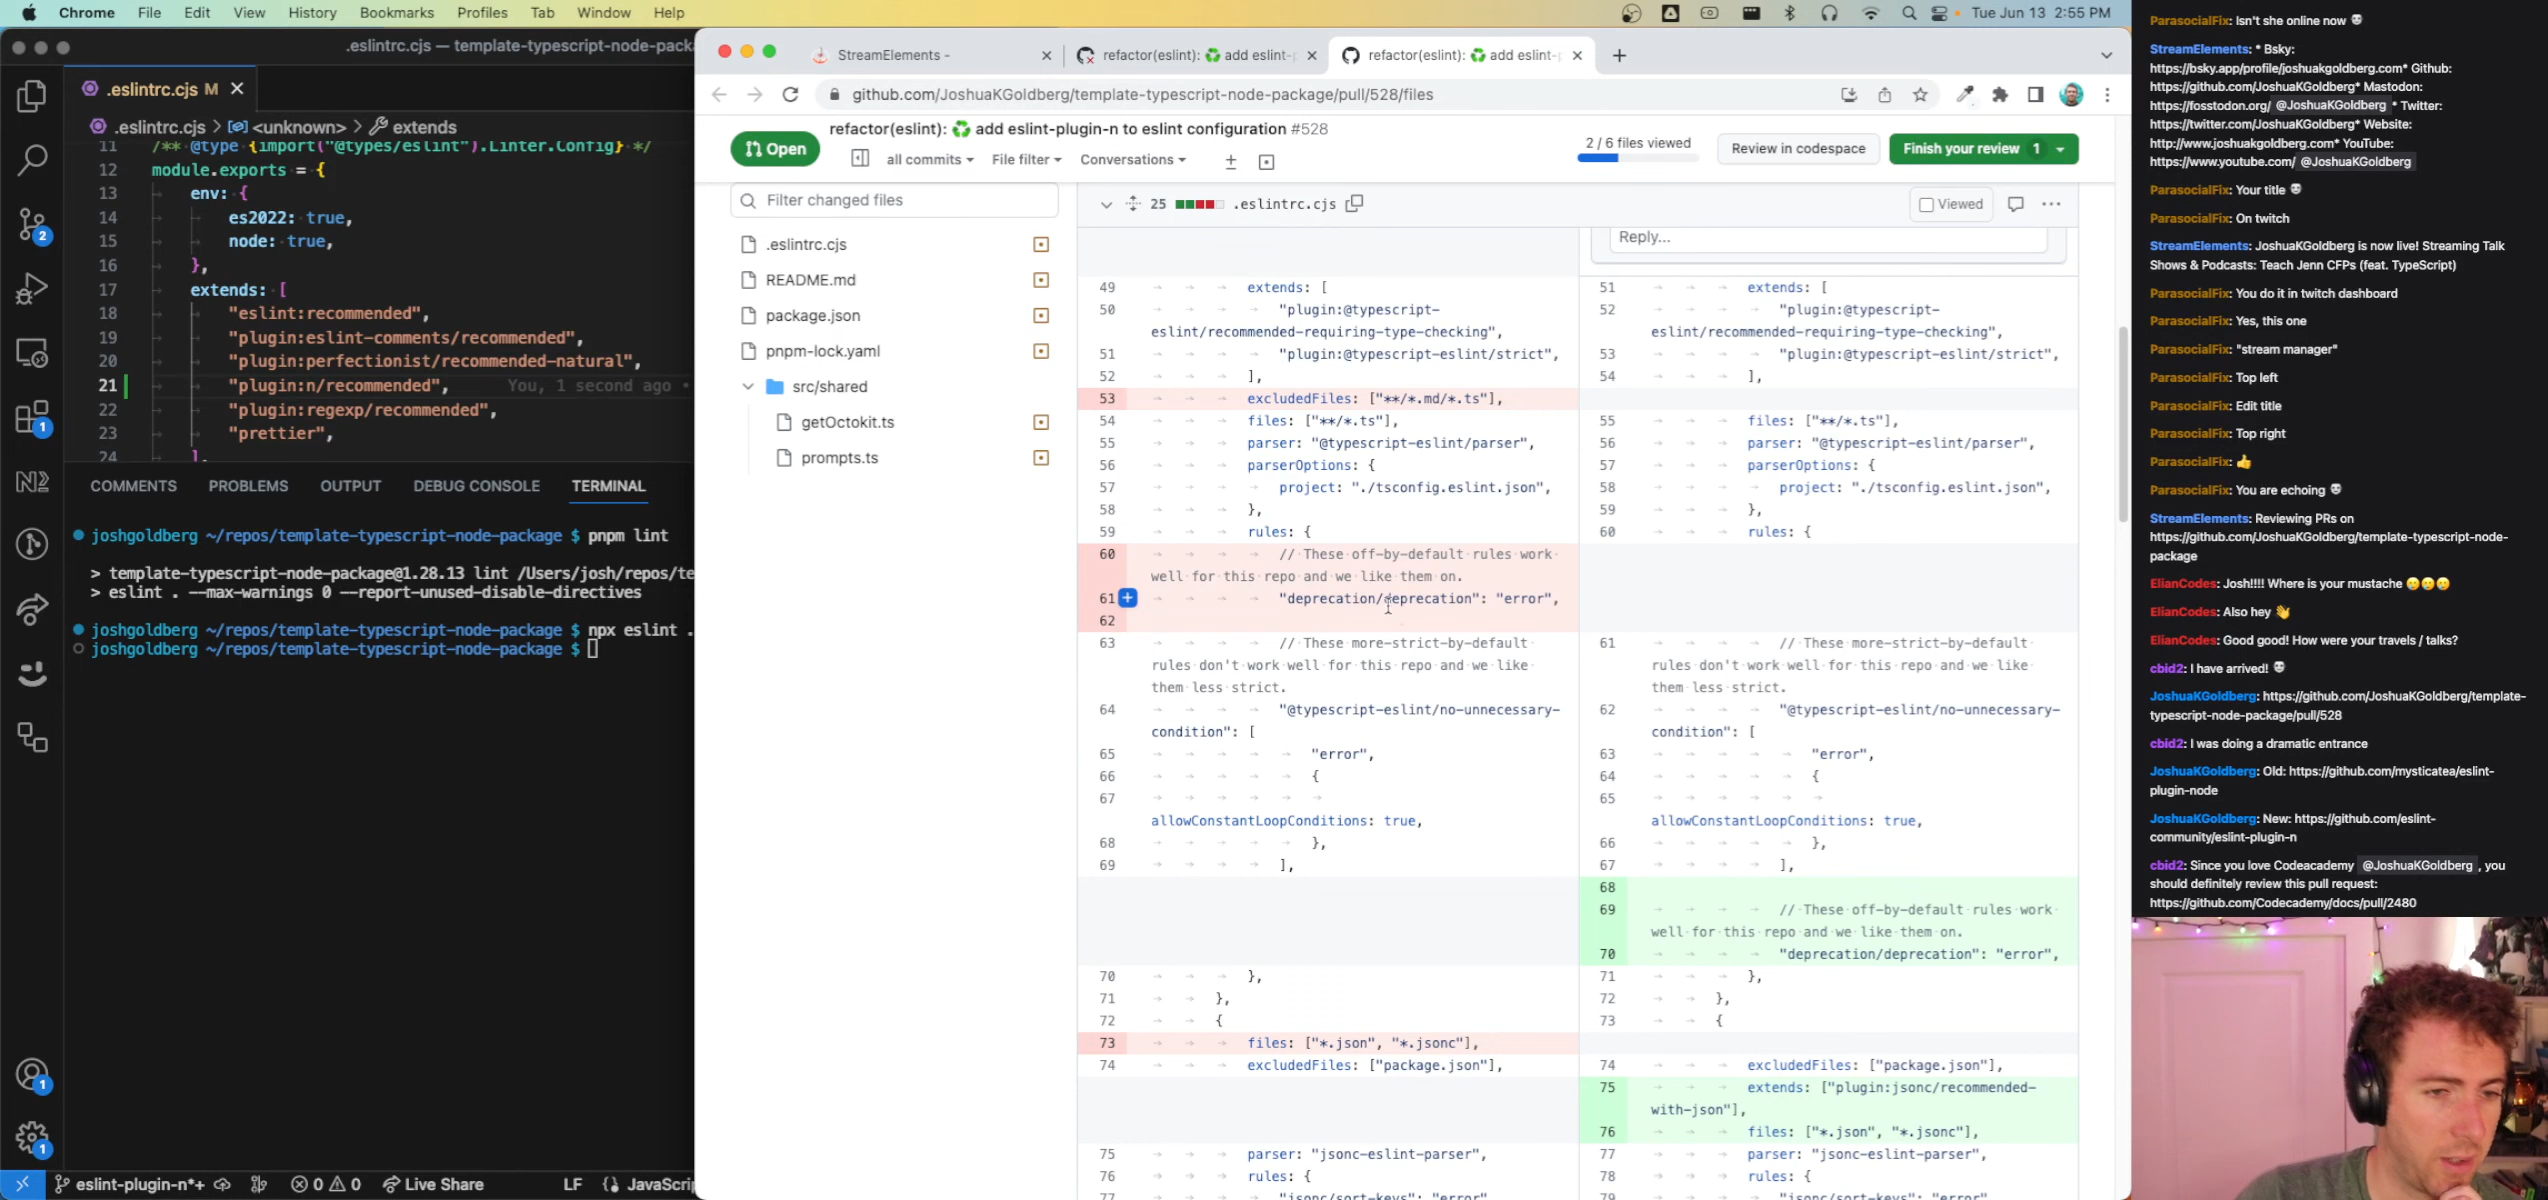 Chrome File Edit View History Bookmarks Profiles Tab Window Help
Tue Jun 13 2:55 PM
.eslintrc.cjs — template-typescript-node-packa
.eslintrc.cjs M
.eslintrc.cjs > <unknown> > extends
11 /** @type {import("@types/eslint").Linter.Config} */
12 module.exports = {
13 env: {
14 es2022: true,
15 node: true,
16 },
17 extends: [
18 "eslint:recommended",
19 "plugin:eslint-comments/recommended",
20 "plugin:perfectionist/recommended-natural",
21 "plugin:n/recommended", You, 1 second ago •
22 "plugin:regexp/recommended",
23 "prettier",
24 ],
COMMENTS PROBLEMS OUTPUT DEBUG CONSOLE TERMINAL
joshgoldberg ~/repos/template-typescript-node-package $ pnpm lint
> template-typescript-node-package@1.28.13 lint /Users/josh/repos/te
> eslint . --max-warnings 0 --report-unused-disable-directives
joshgoldberg ~/repos/template-typescript-node-package $ npx eslint .
joshgoldberg ~/repos/template-typescript-node-package $
2
1
1
1
eslint-plugin-n*+ 0 0 Live Share LF JavaScrip
StreamElements -
refactor(eslint): ♻️ add eslint-p
refactor(eslint): ♻️ add eslint-p
github.com/JoshuaKGoldberg/template-typescript-node-package/pull/528/files
Open
refactor(eslint): ♻️ add eslint-plugin-n to eslint configuration #528
all commits File filter Conversations
2 / 6 files viewed
Review in codespace
Finish your review 1
Filter changed files
.eslintrc.cjs
README.md
package.json
pnpm-lock.yaml
src/shared
getOctokit.ts
prompts.ts
25 .eslintrc.cjs Viewed
Reply...
49 extends: [
50 "plugin:@typescript-
eslint/recommended-requiring-type-checking",
51 "plugin:@typescript-eslint/strict",
52 ],
53 excludedFiles: ["**/*.md/*.ts"],
54 files: ["**/*.ts"],
55 parser: "@typescript-eslint/parser",
56 parserOptions: {
57 project: "./tsconfig.eslint.json",
58 },
59 rules: {
60 // These off-by-default rules work
well for this repo and we like them on.
61 "deprecation/deprecation": "error",
62
63 // These more-strict-by-default
rules don't work well for this repo and we like
them less strict.
64 "@typescript-eslint/no-unnecessary-
condition": [
65 "error",
66 {
67
allowConstantLoopConditions: true,
68 },
69 ],
70 },
71 },
72 {
73 files: ["*.json", "*.jsonc"],
74 excludedFiles: ["package.json"],
75 parser: "jsonc-eslint-parser",
76 rules: {
77 "jsonc/sort-keys": "error"
51 extends: [
52 "plugin:@typescript-
eslint/recommended-requiring-type-checking",
53 "plugin:@typescript-eslint/strict",
54 ],
55 files: ["**/*.ts"],
56 parser: "@typescript-eslint/parser",
57 parserOptions: {
58 project: "./tsconfig.eslint.json",
59 },
60 rules: {
61 // These more-strict-by-default
rules don't work well for this repo and we like
them less strict.
62 "@typescript-eslint/no-unnecessary-
condition": [
63 "error",
64 {
65
allowConstantLoopConditions: true,
66 },
67 ],
68
69 // These off-by-default rules work
well for this repo and we like them on.
70 "deprecation/deprecation": "error",
71 },
72 },
73 {
74 excludedFiles: ["package.json"],
75 extends: ["plugin:jsonc/recommended-
with-json"],
76 files: ["*.json", "*.jsonc"],
77 parser: "jsonc-eslint-parser",
78 rules: {
79 "jsonc/sort-keys": "error"
ParasocialFix: Isn't she online now 💀
StreamElements: * Bsky:
https://bsky.app/profile/joshuakgoldberg.com* Github:
https://github.com/JoshuaKGoldberg* Mastodon:
https://fosstodon.org/ @JoshuaKGoldberg * Twitter:
https://twitter.com/JoshuaKGoldberg* Website:
http://www.joshuakgoldberg.com* YouTube:
https://www.youtube.com/ @JoshuaKGoldberg
ParasocialFix: Your title 💀
ParasocialFix: On twitch
StreamElements: JoshuaKGoldberg is now live! Streaming Talk
Shows & Podcasts: Teach Jenn CFPs (feat. TypeScript)
ParasocialFix: You do it in twitch dashboard
ParasocialFix: Yes, this one
ParasocialFix: "stream manager"
ParasocialFix: Top left
ParasocialFix: Edit title
ParasocialFix: Top right
ParasocialFix: 👍
ParasocialFix: You are echoing 💀
StreamElements: Reviewing PRs on
https://github.com/JoshuaKGoldberg/template-typescript-node-
package
ElianCodes: Josh!!!! Where is your mustache
ElianCodes: Also hey 👋
ElianCodes: Good good! How were your travels / talks?
cbid2: I have arrived! 💀
JoshuaKGoldberg: https://github.com/JoshuaKGoldberg/template-
typescript-node-package/pull/528
cbid2: I was doing a dramatic entrance
JoshuaKGoldberg: Old: https://github.com/mysticatea/eslint-
plugin-node
JoshuaKGoldberg: New: https://github.com/eslint-
community/eslint-plugin-n
cbid2: Since you love Codeacademy @JoshuaKGoldberg , you
should definitely review this pull request:
https://github.com/Codecademy/docs/pull/2480